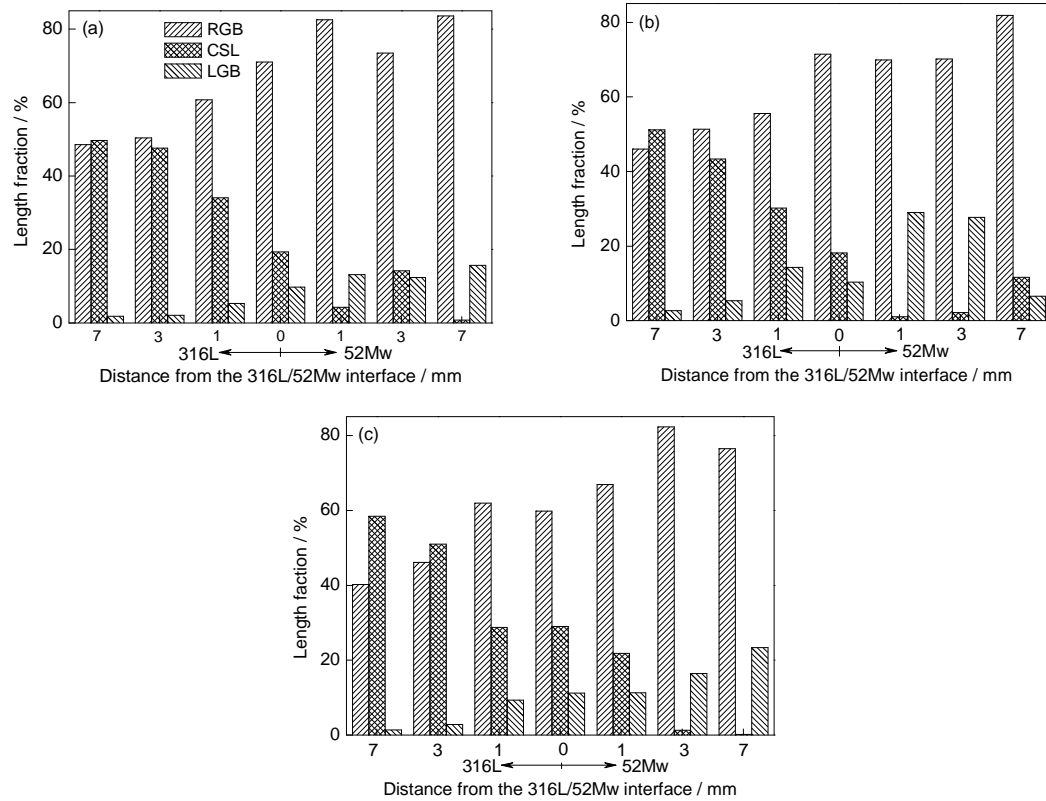 (a)
RGB
CSL
LGB
80
60
40
20
0
Length fraction / %
7 3 1 0 1 3 7
316L 52Mw
Distance from the 316L/52Mw interface / mm
(b)
80
60
40
20
0
Length fraction / %
7 3 1 0 1 3 7
316L 52Mw
Distance from the 316L/52Mw interface / mm
(c)
80
60
40
20
0
Length faction / %
7 3 1 0 1 3 7
316L 52Mw
Distance from the 316L/52Mw interface / mm